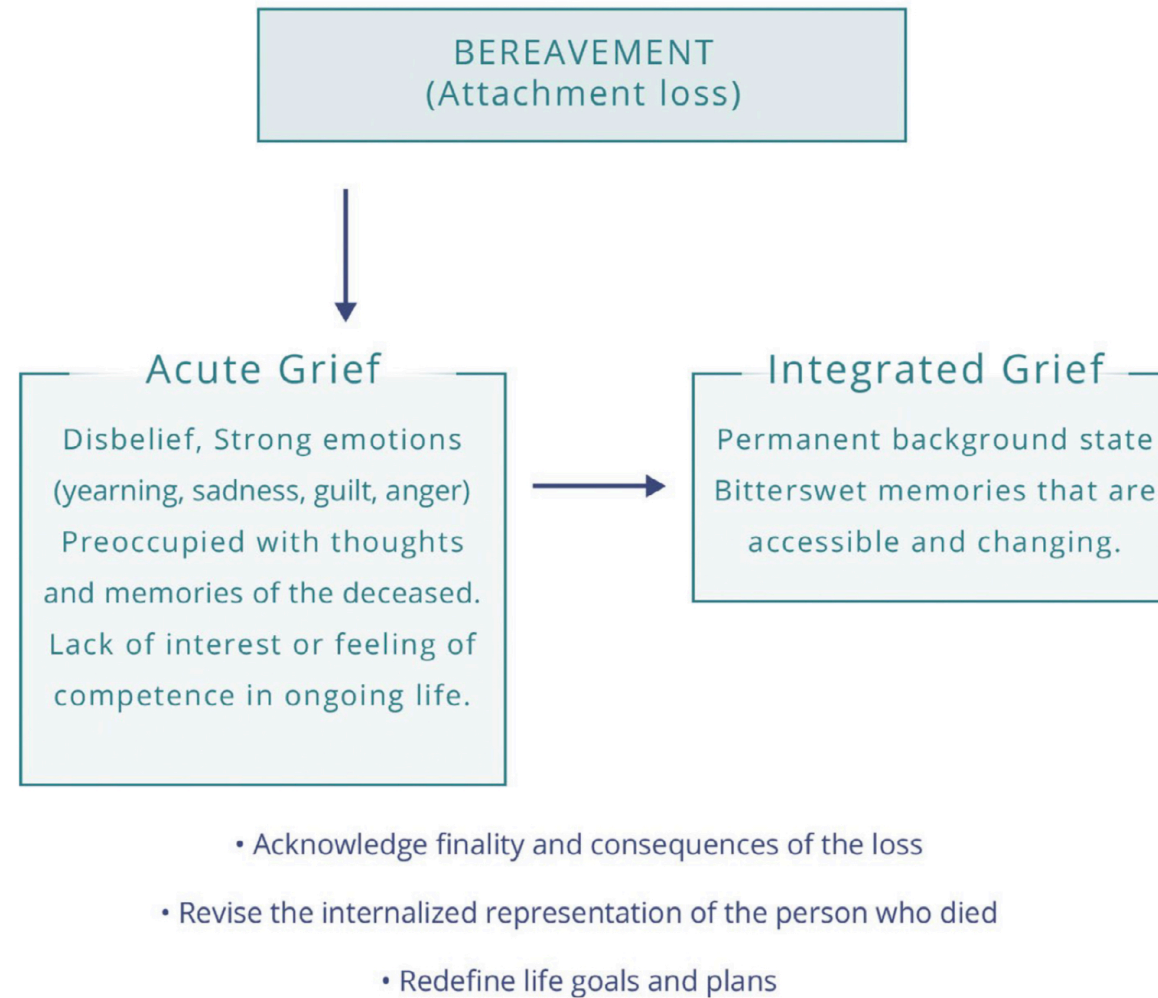 BEREAVEMENT
(Attachment loss)
Acute Grief
Disbelief, Strong emotions
(yearning, sadness, guilt, anger)
Preoccupied with thoughts
and memories of the deceased.
Lack of interest or feeling of
competence in ongoing life.
Integrated Grief
Permanent background state
Bitterswet memories that are
accessible and changing.
• Acknowledge finality and consequences of the loss
• Revise the internalized representation of the person who died
• Redefine life goals and plans